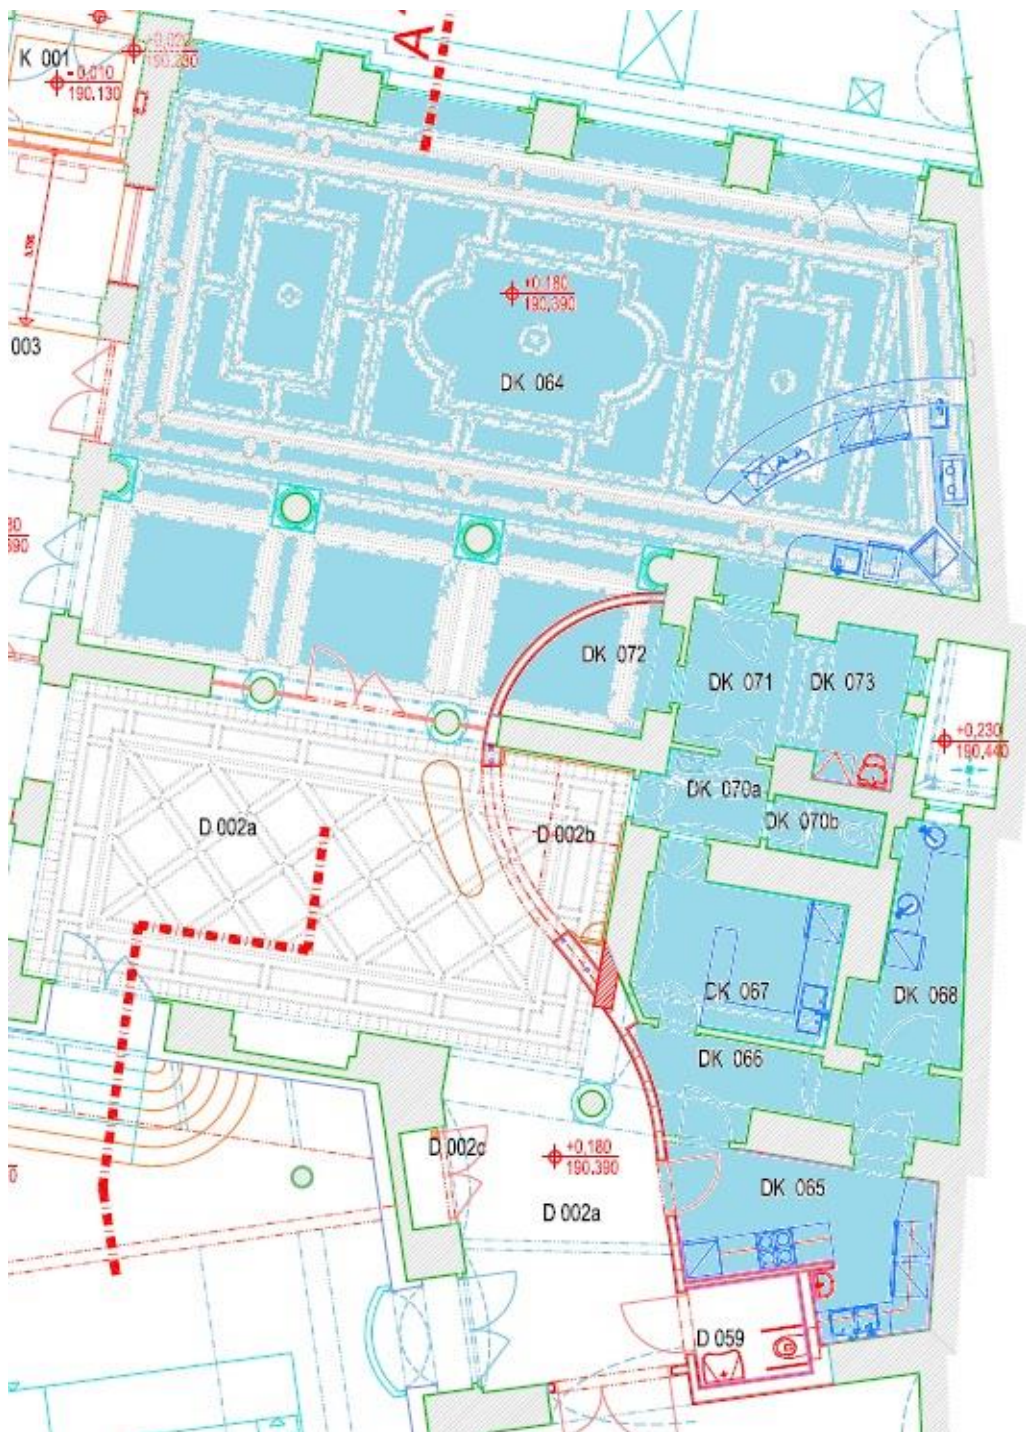 A
K 001
-0,010
190.130
190.230
003
+0,180
190,390
DK 064
DK 072
DK 071
DK 073
+0,230
190,440
DK 070a
DK 070b
D 002a
D 002b
DK 067
DK 068
DK 066
D 002c
+0,180
190.390
DK 065
D 002a
D 059